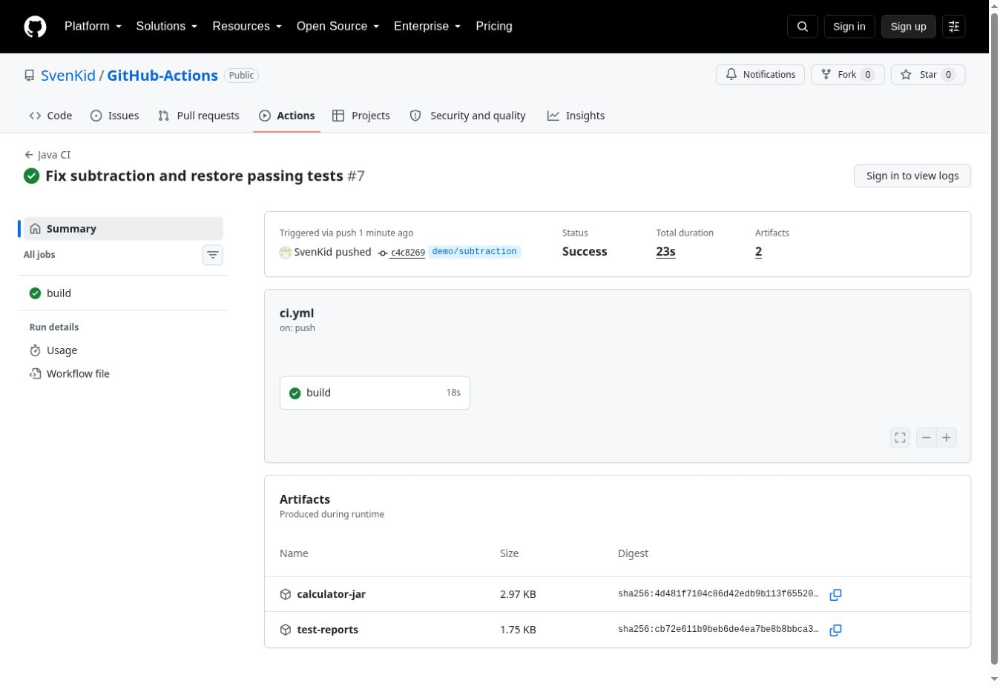 Platform Solutions Resources Open Source Enterprise Pricing Sign in Sign up
SvenKid / GitHub-Actions Public Notifications Fork 0 Star 0
Code Issues Pull requests Actions Projects Security and quality Insights
Java CI
Fix subtraction and restore passing tests #7
Sign in to view logs
Summary
All jobs
build
Run details
Usage
Workflow file
Triggered via push 1 minute ago Status Total duration Artifacts
SvenKid pushed c4c8269 demo/subtraction Success 23s 2
ci.yml
on: push
build 18s
Artifacts
Produced during runtime
Name Size Digest
calculator-jar 2.97 KB sha256:4d481f7104c86d42edb9b113f65520…
test-reports 1.75 KB sha256:cb72e611b9beb6de4ea7be8b8bbca3…